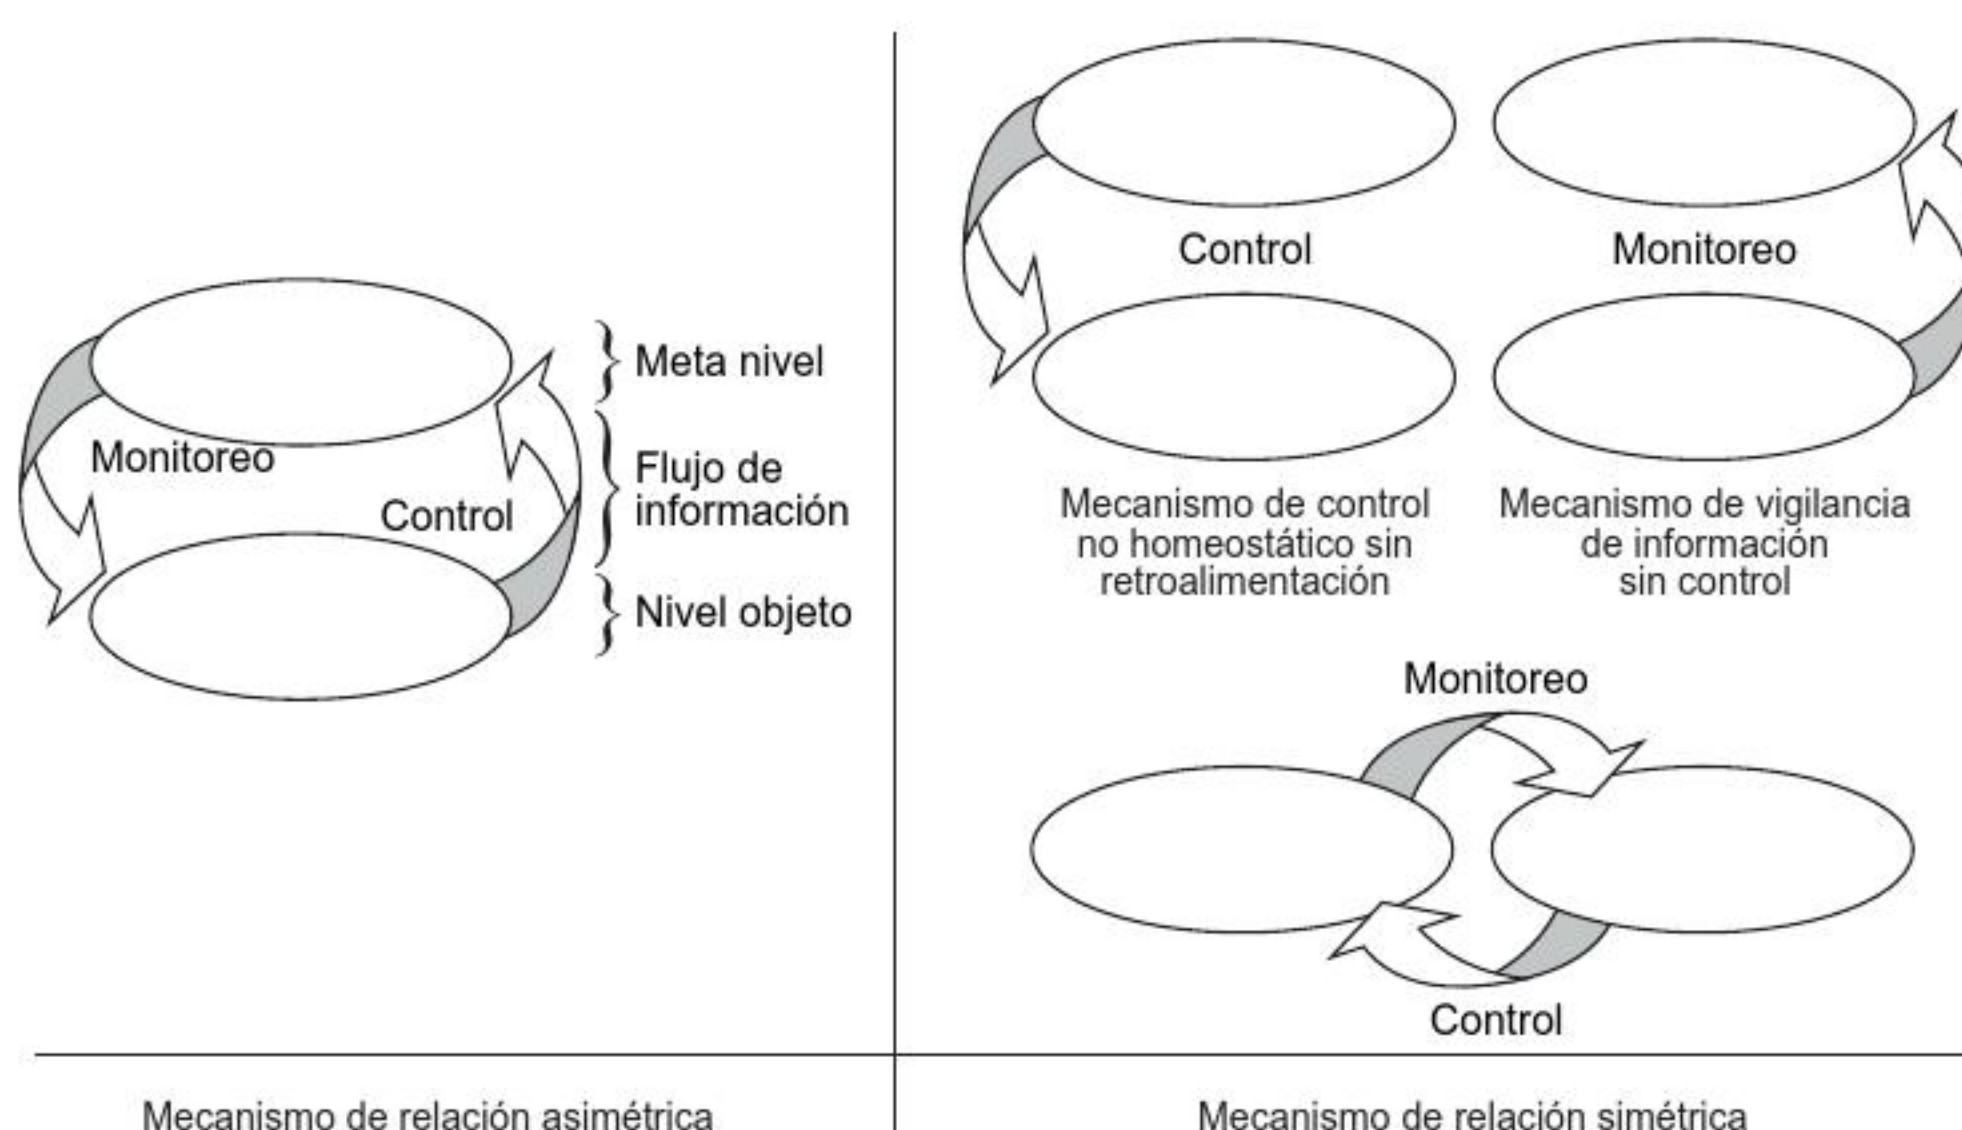 Monitoreo
Control
Meta nivel
Flujo de
información
Nivel objeto
Mecanismo de relación asimétrica
Control
Mecanismo de control
no homeostático sin
retroalimentación
Monitoreo
Mecanismo de vigilancia
de información
sin control
Monitoreo
Control
Mecanismo de relación simétrica